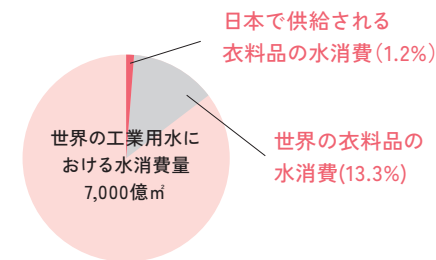 日本で供給される
衣料品の水消費（1.2%）
世界の工業用水に
おける水消費量
7,000億㎥
世界の衣料品の
水消費(13.3%)